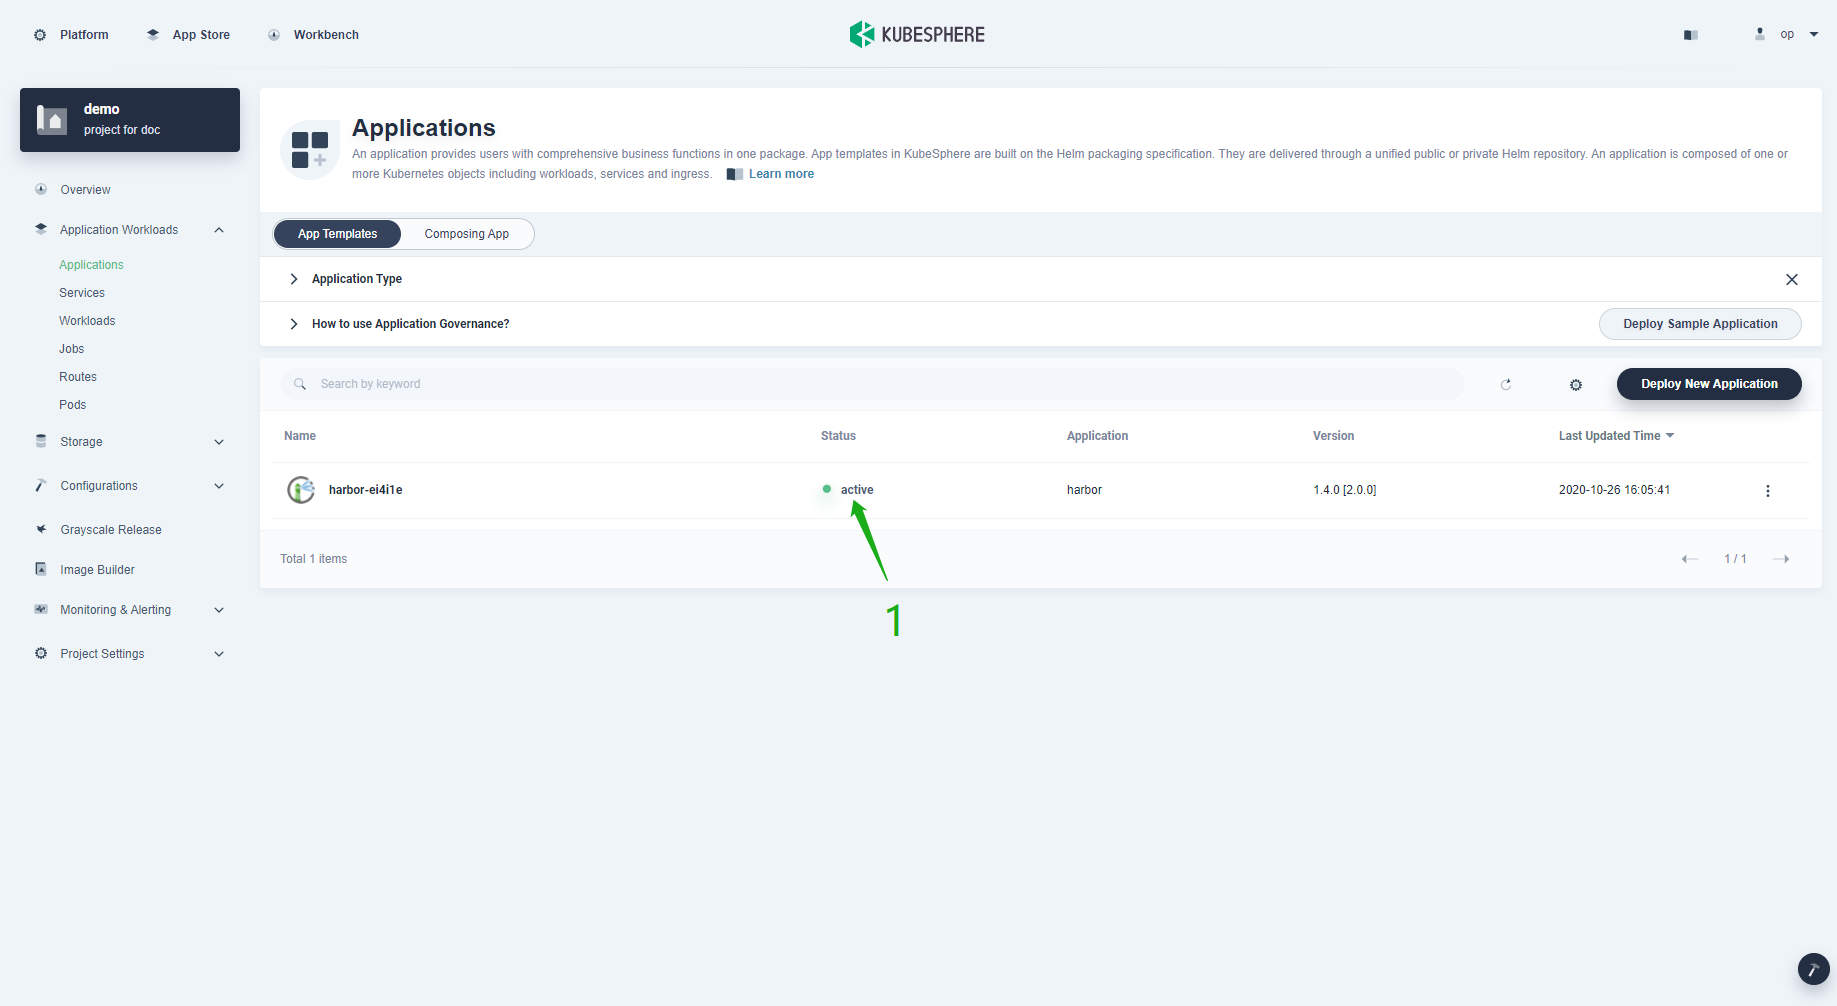 Platform
App Store
Workbench
KUBESPHERE
op
demo
project for doc
Overview
Application Workloads
Applications
Services
Workloads
Jobs
Routes
Pods
Storage
Configurations
Grayscale Release
Image Builder
Monitoring & Alerting
Project Settings
Applications
An application provides users with comprehensive business functions in one package. App templates in KubeSphere are built on the Helm packaging specification. They are delivered through a unified public or private Helm repository. An application is composed of one or
more Kubernetes objects including workloads, services and ingress. Learn more
App Templates
Composing App
Application Type
How to use Application Governance?
Deploy Sample Application
Search by keyword
Deploy New Application
Name Status Application Version Last Updated Time
harbor-ei4i1e active harbor 1.4.0 [2.0.0] 2020-10-26 16:05:41
1
Total 1 items
1 / 1